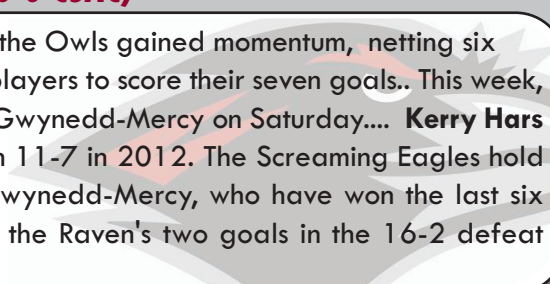 the Owls gained momentum, netting six
players to score their seven goals.. This week,
Gwynedd-Mercy on Saturday.... Kerry Hars
11-7 in 2012. The Screaming Eagles hold
wynedd-Mercy, who have won the last six
the Raven's two goals in the 16-2 defeat